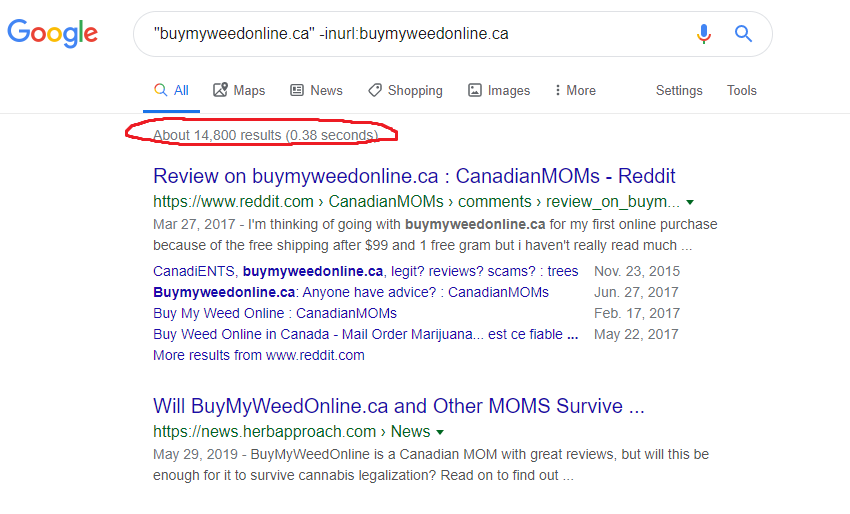 Google
"buymyweedonline.ca" -inurl:buymyweedonline.ca
All Maps News Shopping Images More Settings Tools
About 14,800 results (0.38 seconds)
Review on buymyweedonline.ca : CanadianMOMs - Reddit
https://www.reddit.com › CanadianMOMs › comments › review_on_buym...
Mar 27, 2017 - I'm thinking of going with buymyweedonline.ca for my first online purchase
because of the free shipping after $99 and 1 free gram but i haven't really read much ...
CanadiENTS, buymyweedonline.ca, legit? reviews? scams? : trees Nov. 23, 2015
Buymyweedonline.ca: Anyone have advice? : CanadianMOMs Jun. 27, 2017
Buy My Weed Online : CanadianMOMs Feb. 17, 2017
Buy Weed Online in Canada - Mail Order Marijuana... est ce fiable ... May 22, 2017
More results from www.reddit.com
Will BuyMyWeedOnline.ca and Other MOMS Survive ...
https://news.herbapproach.com › News
May 29, 2019 - BuyMyWeedOnline is a Canadian MOM with great reviews, but will this be
enough for it to survive cannabis legalization? Read on to find out ...